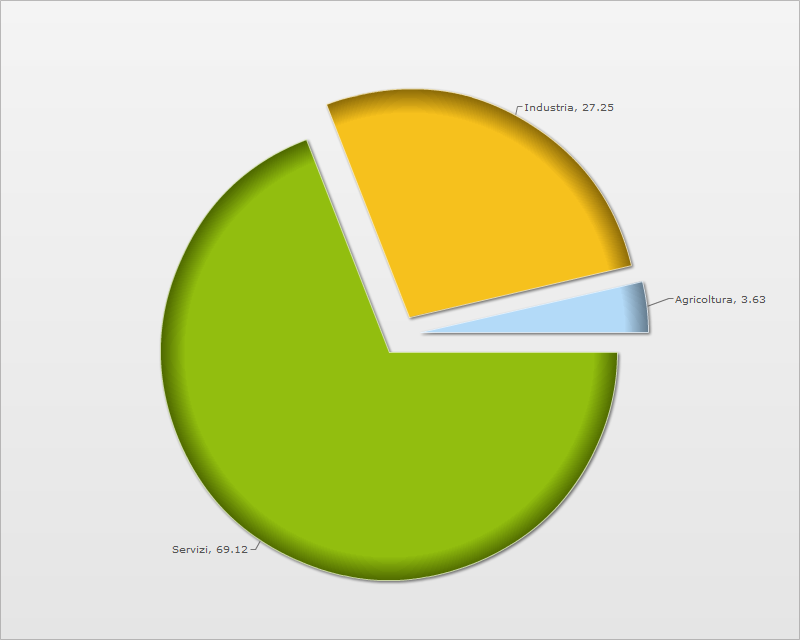 Industria, 27.25
Agricoltura, 3.63
Servizi, 69.12